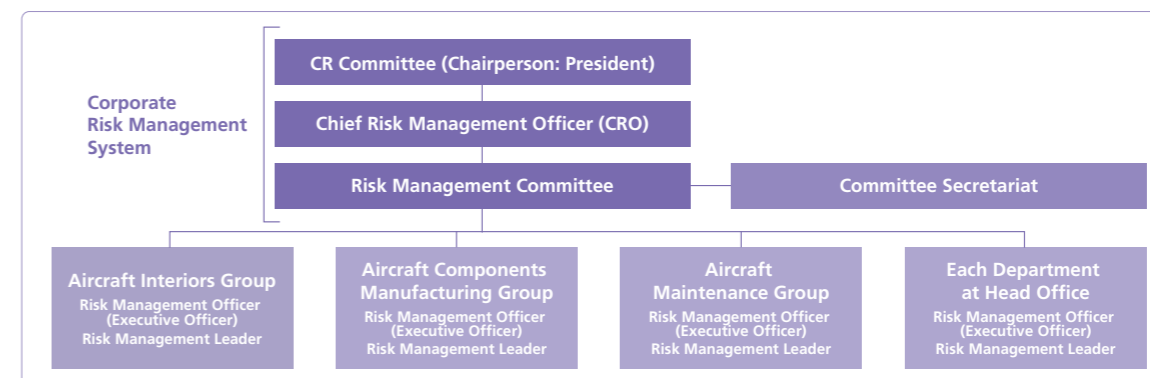 Corporate
Risk Management
System
CR Committee (Chairperson: President)
Chief Risk Management Officer (CRO)
Risk Management Committee
Committee Secretariat
Aircraft Interiors Group
Risk Management Officer
(Executive Officer)
Risk Management Leader
Aircraft Components
Manufacturing Group
Risk Management Officer
(Executive Officer)
Risk Management Leader
Aircraft
Maintenance Group
Risk Management Officer
(Executive Officer)
Risk Management Leader
Each Department
at Head Office
Risk Management Officer
(Executive Officer)
Risk Management Leader